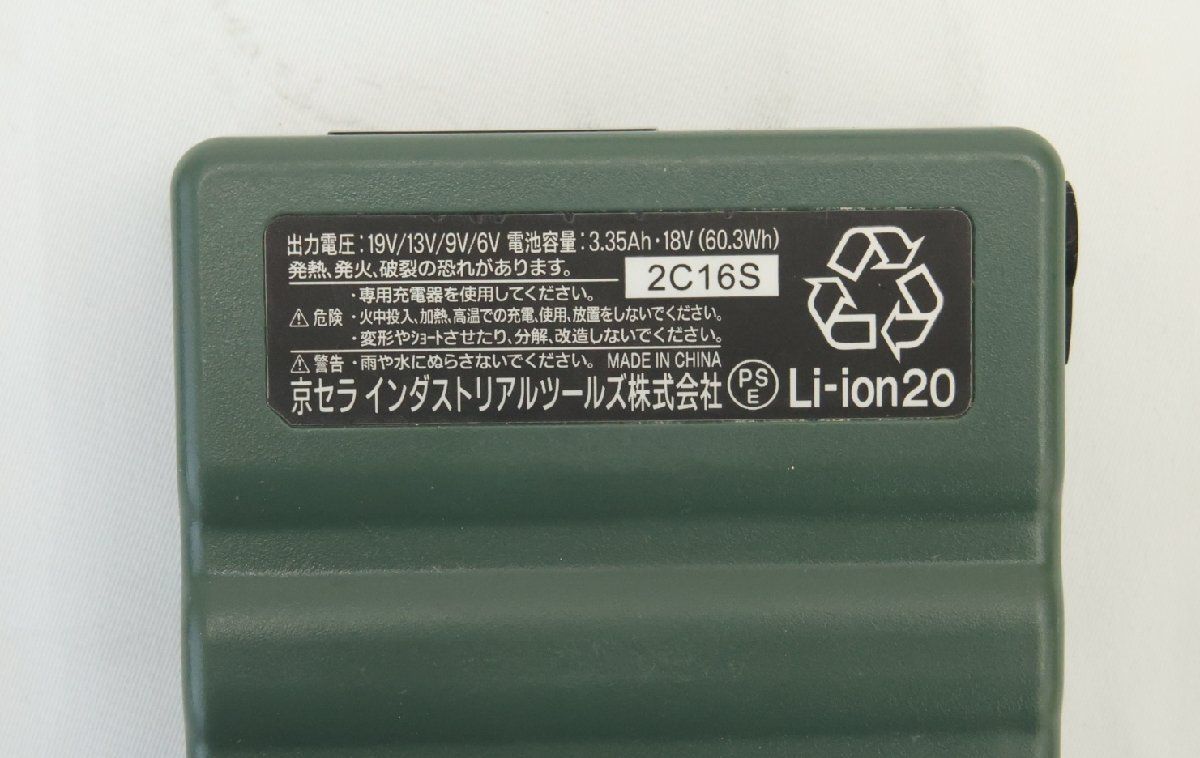 出力電圧:19V/13V/9V/6V 電池容量:3.35Ah・18V(60.3Wh)
発熱、発火、破裂の恐れがあります。
2C16S
・専用充電器を使用してください。
⚠危険・火中投入、加熱、高温での充電、使用、放置をしないでください。
・変形やショートさせたり、分解、改造しないでください。
⚠警告・雨や水にぬらさないでください。 MADE IN CHINA
京セラ インダストリアルツールズ株式会社 PSE Li-ion20